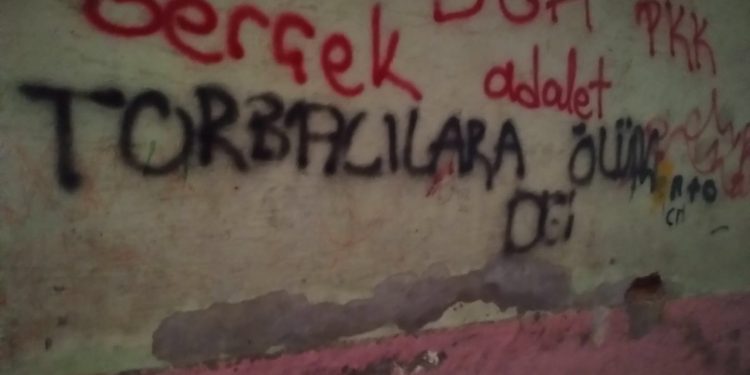 Gerçek
PKK
adalet
TORBALILARA ÖLÜM
DEİ